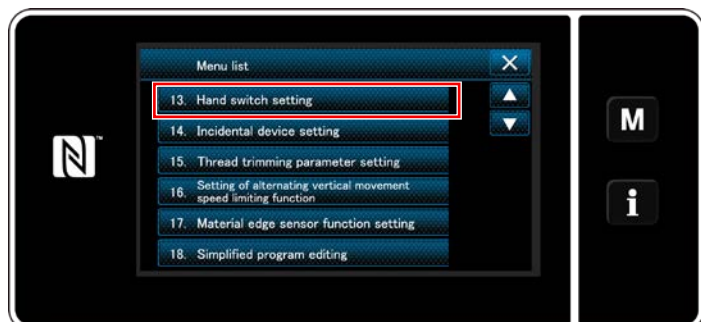 Menu list
13. Hand switch setting
14. Incidental device setting
15. Thread trimming parameter setting
16. Setting of alternating vertical movement
speed limiting function
17. Material edge sensor function setting
18. Simplified program editing
M
i
N